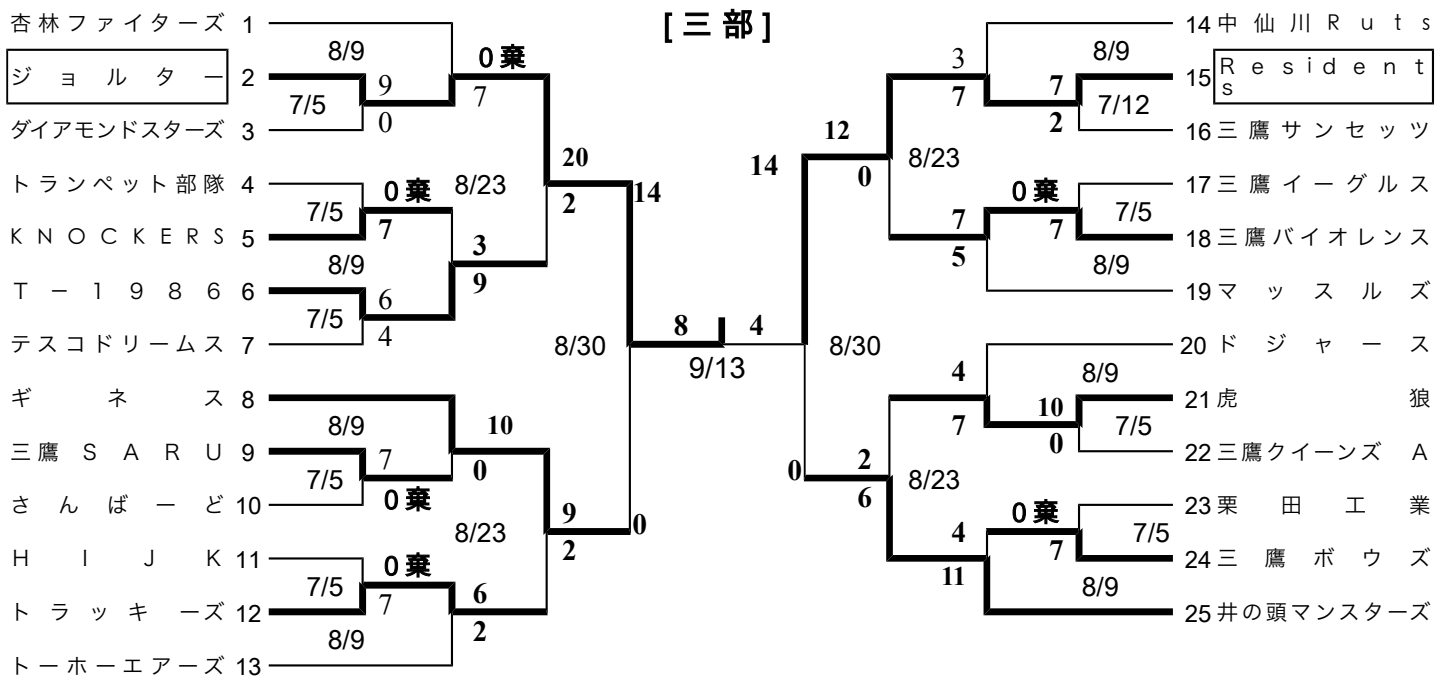 [三部]
杏林ファイターズ 1
8/9
ジョルター 2
7/5
9
0
ダイアモンドスターズ 3
0棄
7
トランペット部隊 4
7/5
0棄
7
8/23
20
2
14
KNOCKERS 5
8/9
3
9
T－1986 6
7/5
6
4
テスコドリームス 7
8/30
8
4
9/13
ギネス 8
8/9
10
0
三鷹SARU 9
7/5
7
0棄
さんばーど 10
8/23
9
2
0
HIJK 11
7/5
0棄
7
トラッキーズ 12
8/9
6
2
トーホーエアーズ 13
14 中仙川Ruts
3
7
8/9
15 Residents
7
2
7/12
16 三鷹サンセッツ
12
0
14
8/23
17 三鷹イーグルス
0棄
7
7/5
18 三鷹バイオレンス
7
5
8/9
19 マッスルズ
8/30
20 ドジャース
4
7
8/9
21 虎狼
10
0
7/5
22 三鷹クイーンズ A
0
2
6
8/23
23 栗田工業
0棄
7
7/5
24 三鷹ボウズ
4
11
8/9
25 井の頭マンスターズ